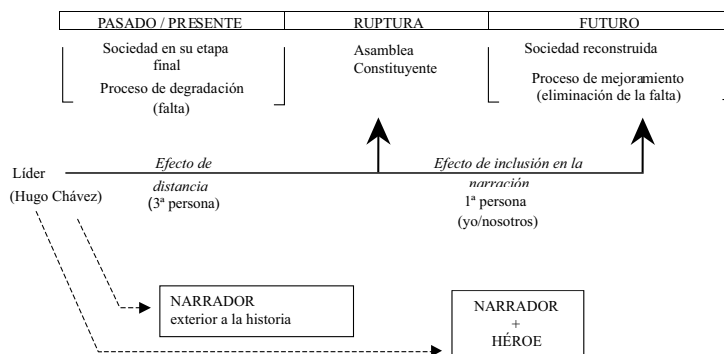 PASADO / PRESENTE
RUPTURA
FUTURO
Sociedad en su etapa
final
Proceso de degradación
(falta)
Asamblea
Constituyente
Sociedad reconstruida
Proceso de mejoramiento
(eliminación de la falta)
Líder
(Hugo Chávez)
Efecto de
distancia
(3ª persona)
Efecto de inclusión en la
narración
1ª persona
(yo/nosotros)
NARRADOR
exterior a la historia
NARRADOR
+
HÉROE